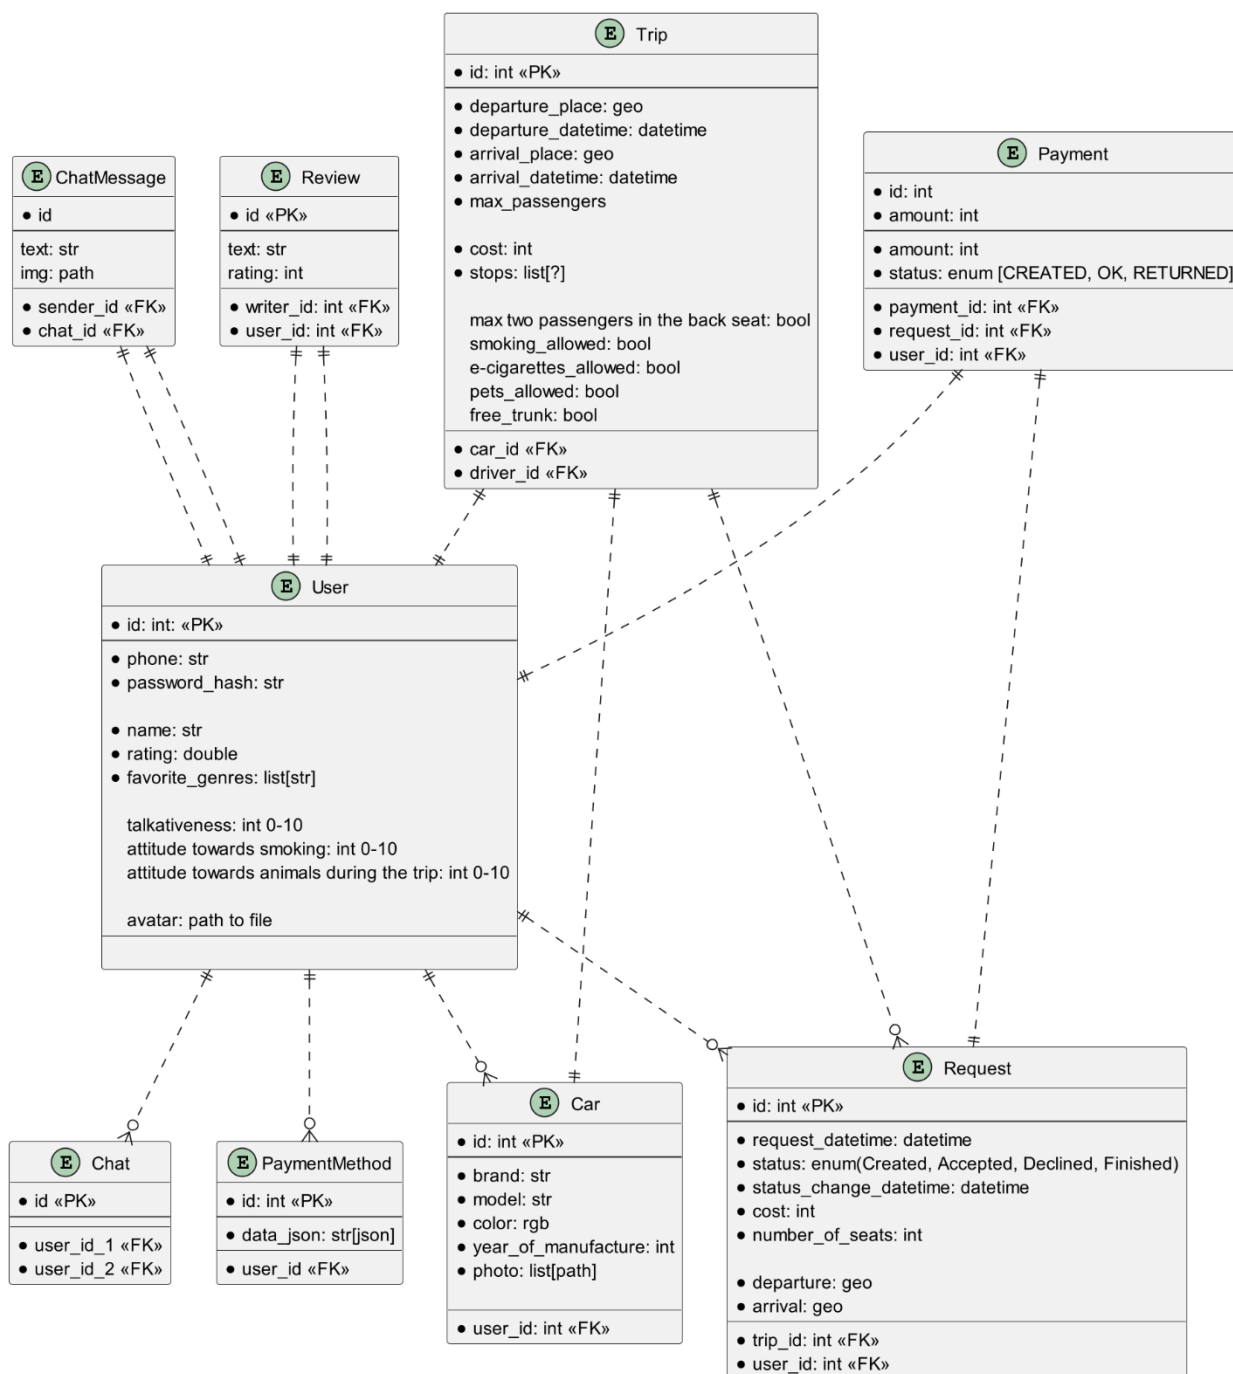 E Trip
id: int «PK»
departure_place: geo
departure_datetime: datetime
arrival_place: geo
arrival_datetime: datetime
max_passengers
cost: int
stops: list[?]
max two passengers in the back seat: bool
smoking_allowed: bool
e-cigarettes_allowed: bool
pets_allowed: bool
free_trunk: bool
car_id «FK»
driver_id «FK»
E ChatMessage
id
text: str
img: path
sender_id «FK»
chat_id «FK»
E Review
id «PK»
text: str
rating: int
writer_id: int «FK»
user_id: int «FK»
E Payment
id: int
amount: int
amount: int
status: enum [CREATED, OK, RETURNED]
payment_id: int «FK»
request_id: int «FK»
user_id: int «FK»
E User
id: int: «PK»
phone: str
password_hash: str
name: str
rating: double
favorite_genres: list[str]
talkativeness: int 0-10
attitude towards smoking: int 0-10
attitude towards animals during the trip: int 0-10
avatar: path to file
E Chat
id «PK»
user_id_1 «FK»
user_id_2 «FK»
E PaymentMethod
id: int «PK»
data_json: str[json]
user_id «FK»
E Car
id: int «PK»
brand: str
model: str
color: rgb
year_of_manufacture: int
photo: list[path]
user_id: int «FK»
E Request
id: int «PK»
request_datetime: datetime
status: enum(Created, Accepted, Declined, Finished)
status_change_datetime: datetime
cost: int
number_of_seats: int
departure: geo
arrival: geo
trip_id: int «FK»
user_id: int «FK»